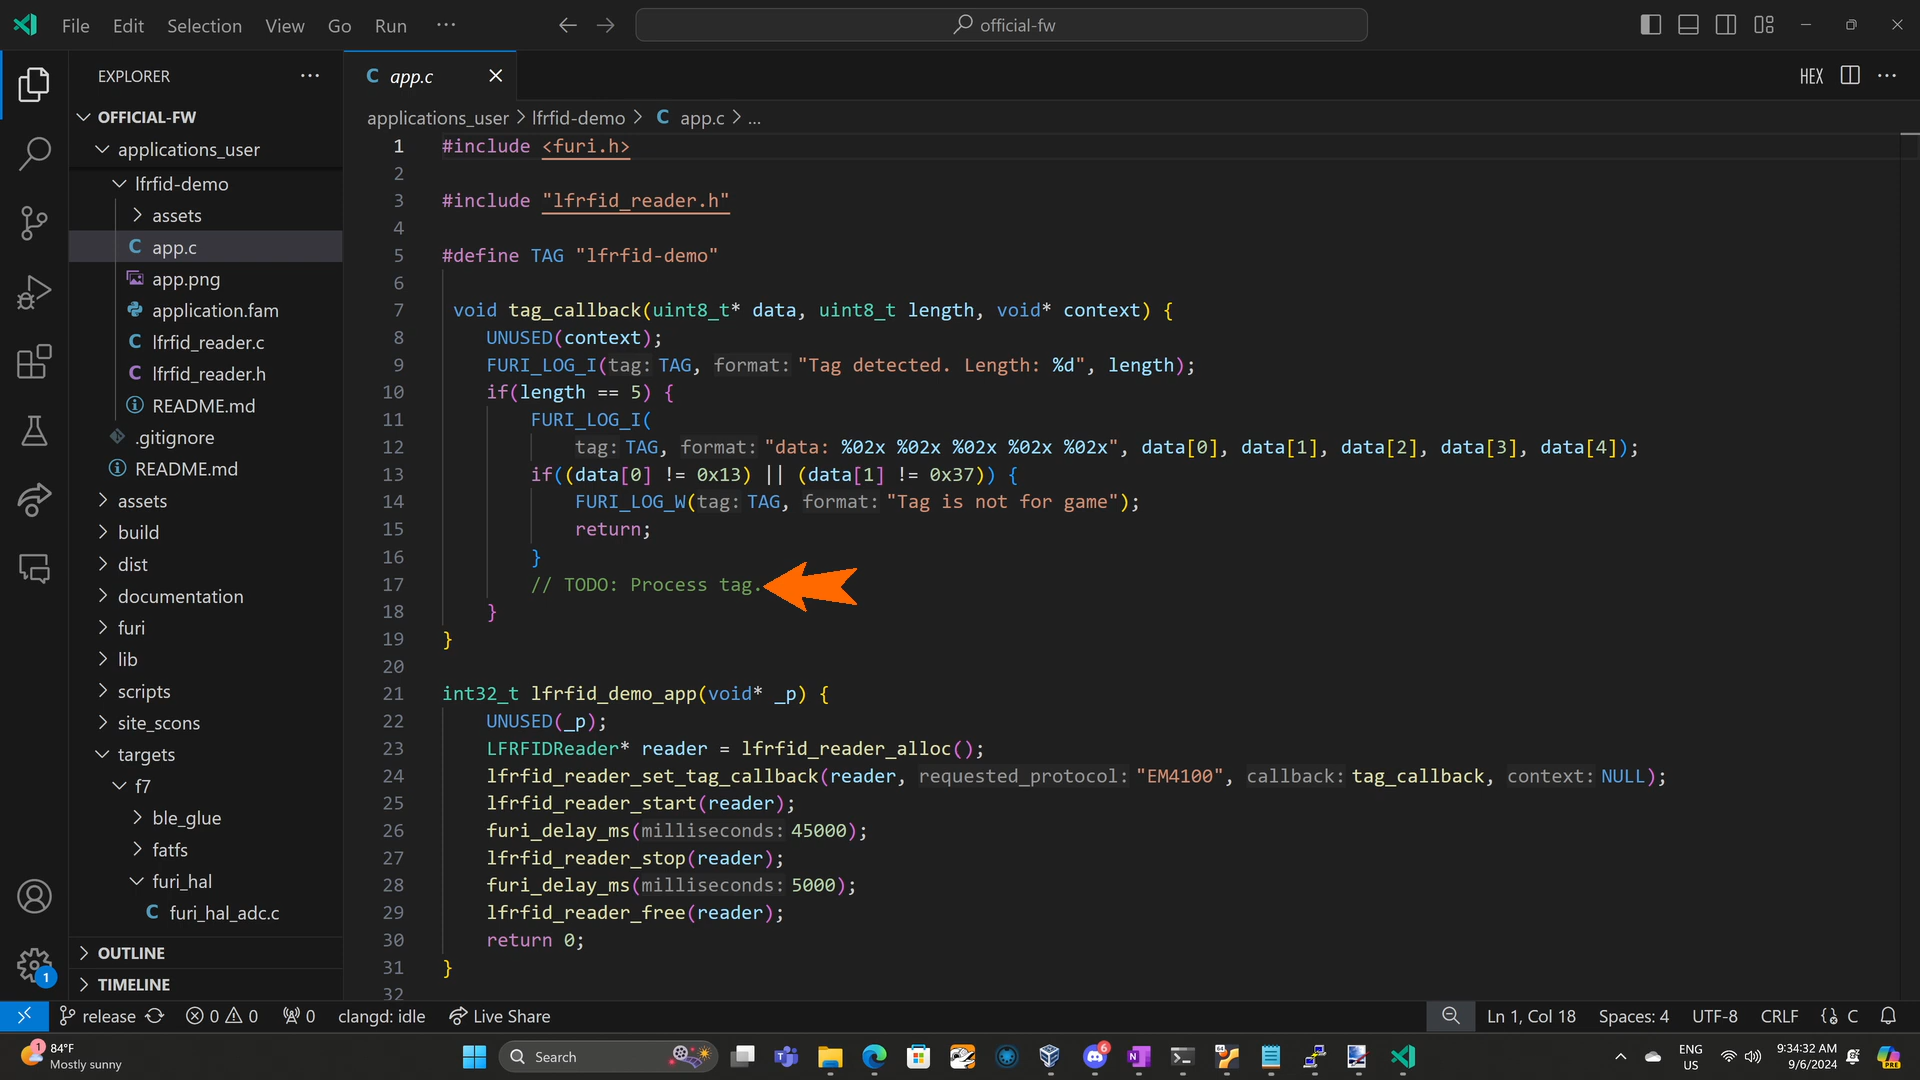 File Edit Selection View Go Run ··· official-fw
EXPLORER
OFFICIAL-FW
applications_user
lfrfid-demo
assets
C app.c
app.png
application.fam
C lfrfid_reader.c
C lfrfid_reader.h
README.md
.gitignore
README.md
assets
build
dist
documentation
furi
lib
scripts
site_scons
targets
f7
ble_glue
fatfs
furi_hal
C furi_hal_adc.c
OUTLINE
TIMELINE
C app.c
HEX
applications_user > lfrfid-demo > C app.c > ...
1 #include <furi.h>
2
3 #include "lfrfid_reader.h"
4
5 #define TAG "lfrfid-demo"
6
7 void tag_callback(uint8_t* data, uint8_t length, void* context) {
8 UNUSED(context);
9 FURI_LOG_I(tag: TAG, format: "Tag detected. Length: %d", length);
10 if(length == 5) {
11 FURI_LOG_I(
12 tag: TAG, format: "data: %02x %02x %02x %02x %02x", data[0], data[1], data[2], data[3], data[4]);
13 if((data[0] != 0x13) || (data[1] != 0x37)) {
14 FURI_LOG_W(tag: TAG, format: "Tag is not for game");
15 return;
16 }
17 // TODO: Process tag.
18 }
19 }
20
21 int32_t lfrfid_demo_app(void* _p) {
22 UNUSED(_p);
23 LFRFIDReader* reader = lfrfid_reader_alloc();
24 lfrfid_reader_set_tag_callback(reader, requested_protocol: "EM4100", callback: tag_callback, context: NULL);
25 lfrfid_reader_start(reader);
26 furi_delay_ms(milliseconds: 45000);
27 lfrfid_reader_stop(reader);
28 furi_delay_ms(milliseconds: 5000);
29 lfrfid_reader_free(reader);
30 return 0;
31 }
32
1
release 0 0 0 clangd: idle Live Share
Ln 1, Col 18 Spaces: 4 UTF-8 CRLF C
1 84°F
Mostly sunny
Search
6
ENG
US
9:34:32 AM
9/6/2024
PRE